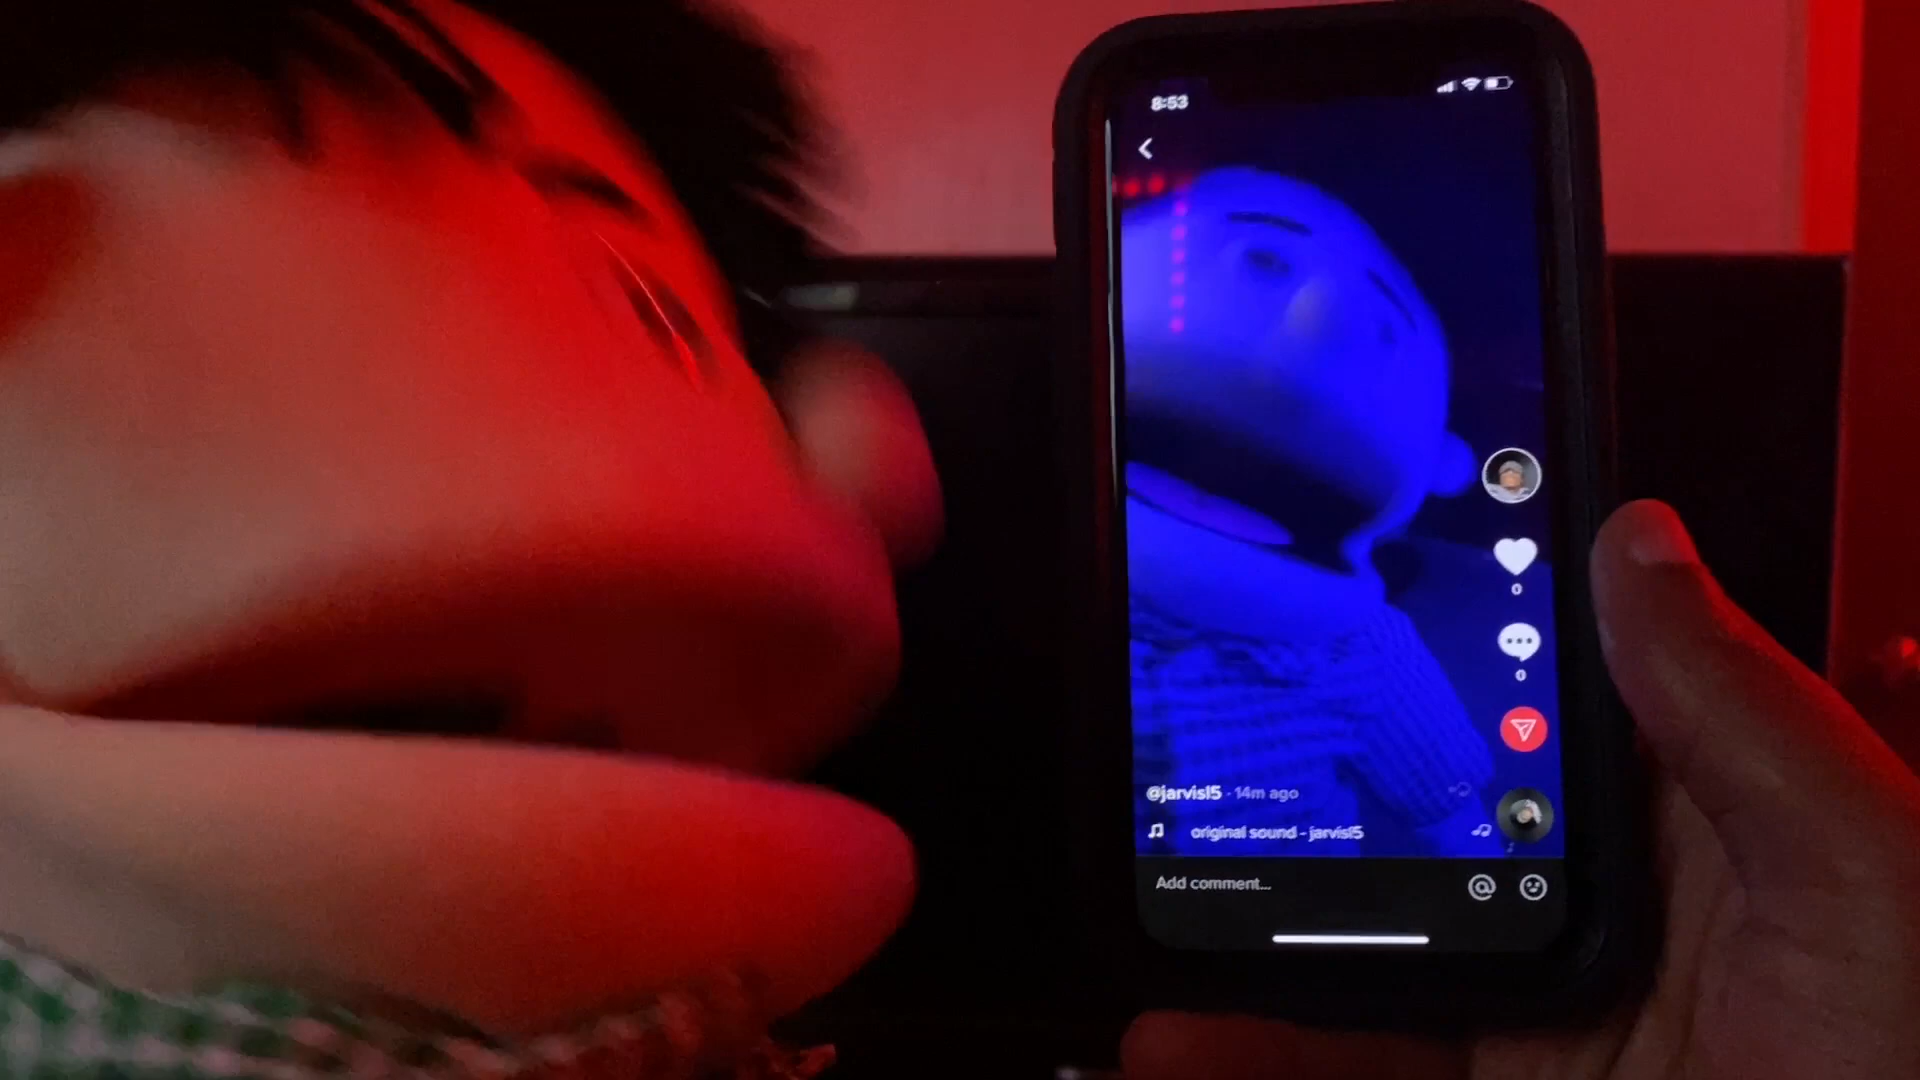 8:53
0
0
@jarvisl5 · 14m ago
original sound - jarvisl5
Add comment...